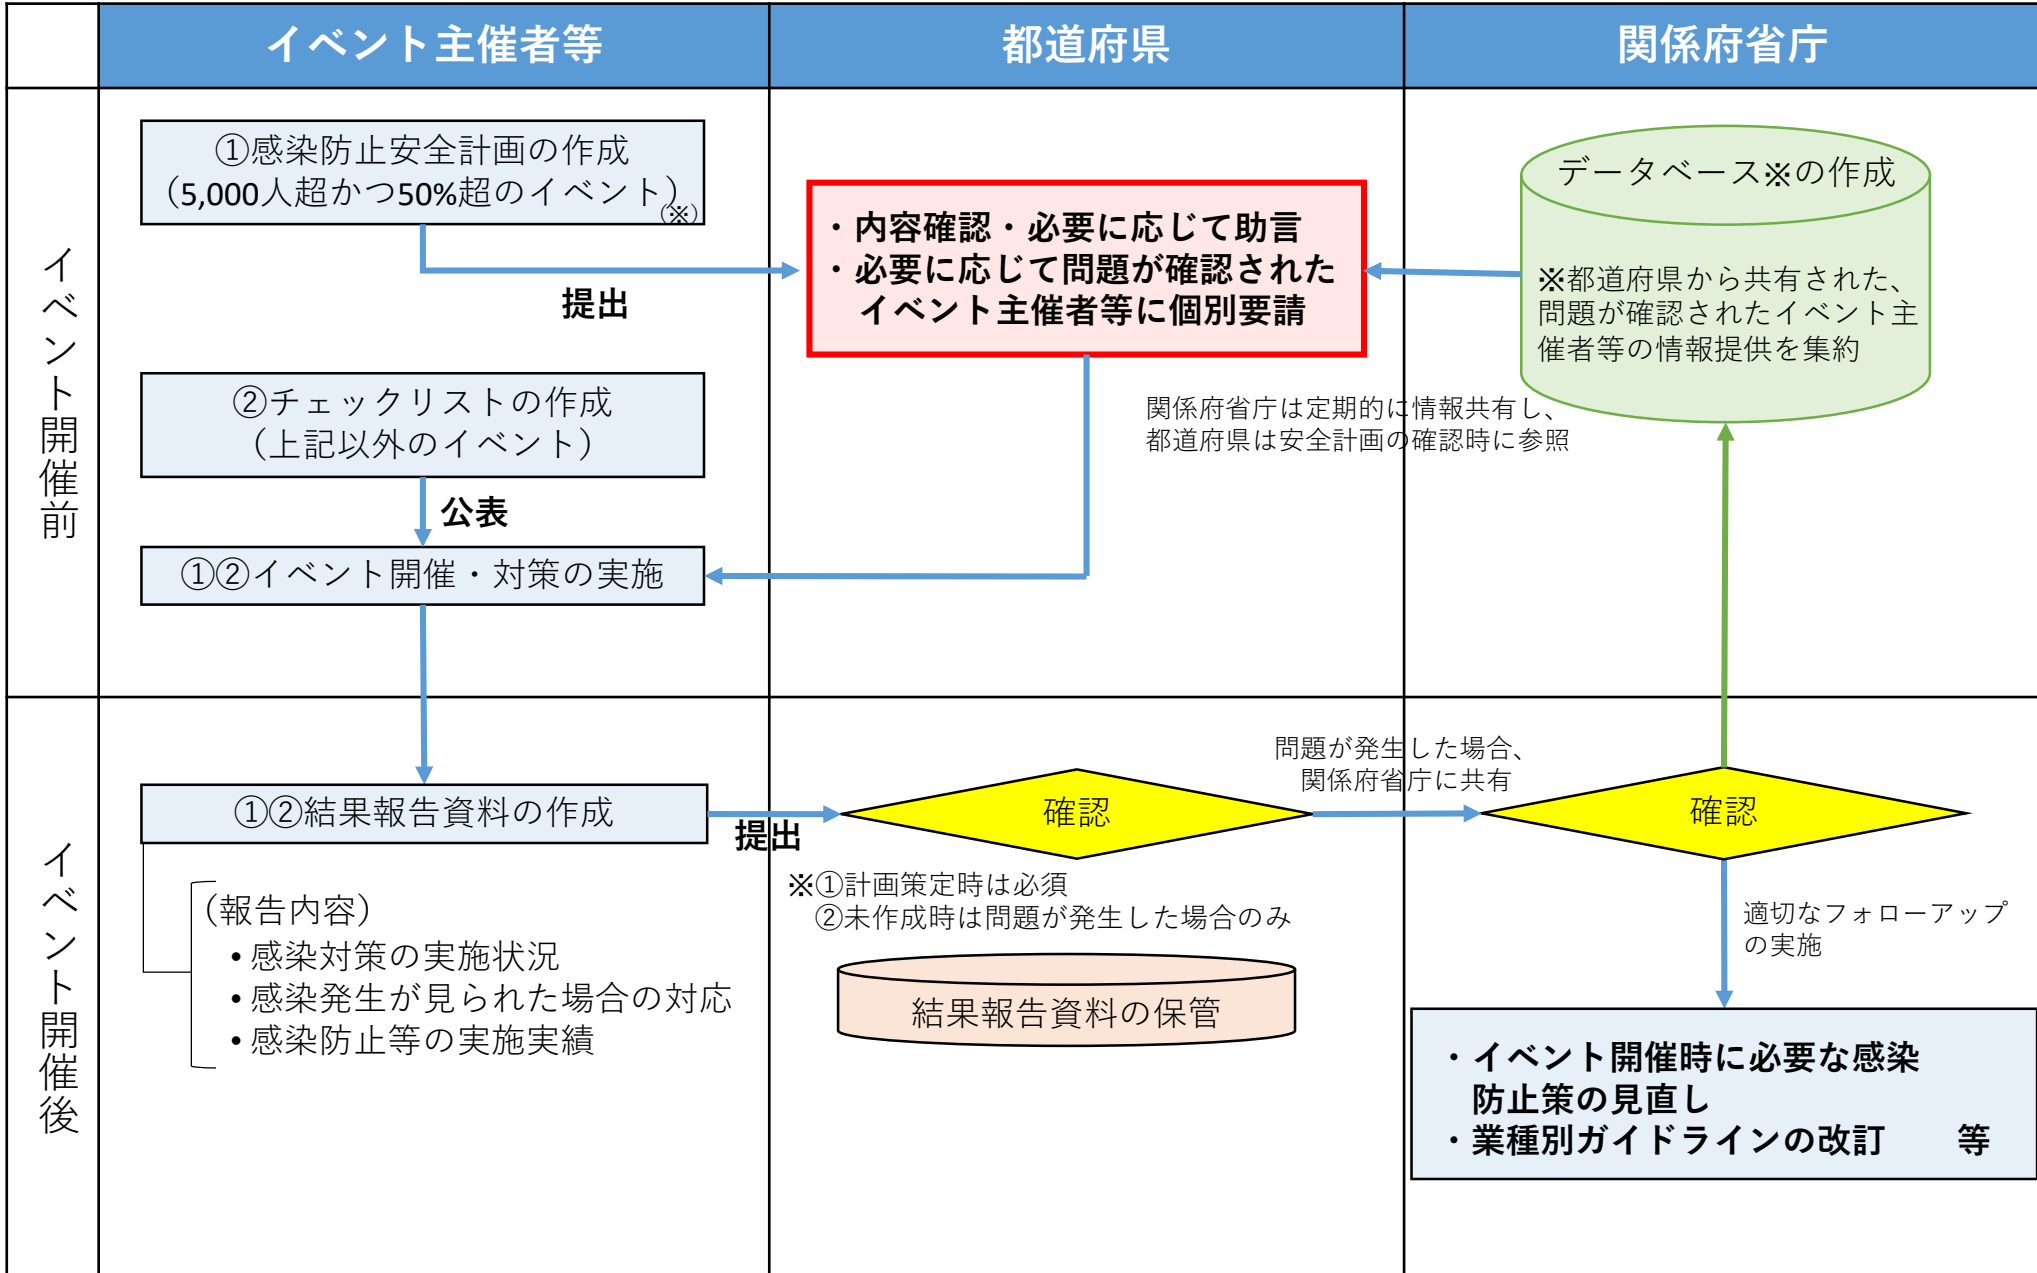 イベント主催者等
都道府県
関係府省庁
イベント開催前
①感染防止安全計画の作成
（5,000人超かつ50%超のイベント）
（※）
提出
・内容確認・必要に応じて助言
・必要に応じて問題が確認された
イベント主催者等に個別要請
データベース※の作成
※都道府県から共有された、
問題が確認されたイベント主
催者等の情報提供を集約
関係府省庁は定期的に情報共有し、
都道府県は安全計画の確認時に参照
②チェックリストの作成
（上記以外のイベント）
公表
①②イベント開催・対策の実施
イベント開催後
①②結果報告資料の作成
提出
確認
問題が発生した場合、
関係府省庁に共有
確認
（報告内容）
• 感染対策の実施状況
• 感染発生が見られた場合の対応
• 感染防止等の実施実績
※①計画策定時は必須
②未作成時は問題が発生した場合のみ
結果報告資料の保管
適切なフォローアップ
の実施
・イベント開催時に必要な感染
防止策の見直し
・業種別ガイドラインの改訂　　等